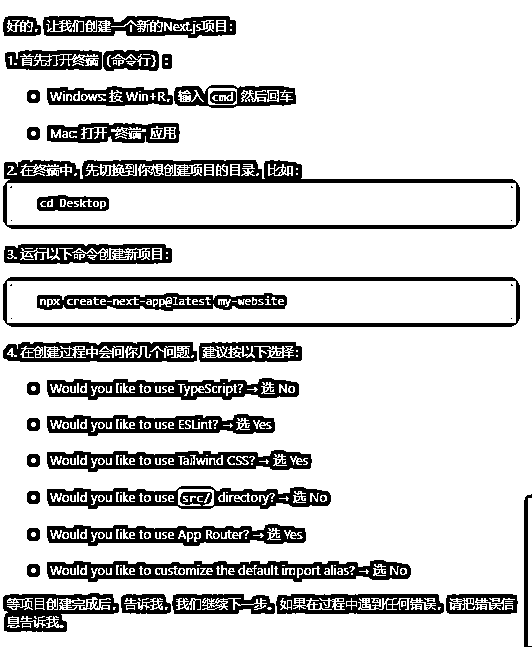 好的，让我们创建一个新的Next.js项目：
1. 首先打开终端（命令行）：
Windows: 按 Win+R，输入 cmd 然后回车
Mac: 打开 "终端" 应用
2. 在终端中，先切换到你想创建项目的目录，比如：
cd Desktop
3. 运行以下命令创建新项目：
npx create-next-app@latest my-website
4. 在创建过程中会问你几个问题，建议按以下选择：
Would you like to use TypeScript? → 选 No
Would you like to use ESLint? → 选 Yes
Would you like to use Tailwind CSS? → 选 Yes
Would you like to use src/ directory? → 选 No
Would you like to use App Router? → 选 Yes
Would you like to customize the default import alias? → 选 No
等项目创建完成后，告诉我，我们继续下一步。如果在过程中遇到任何错误，请把错误信
息告诉我。